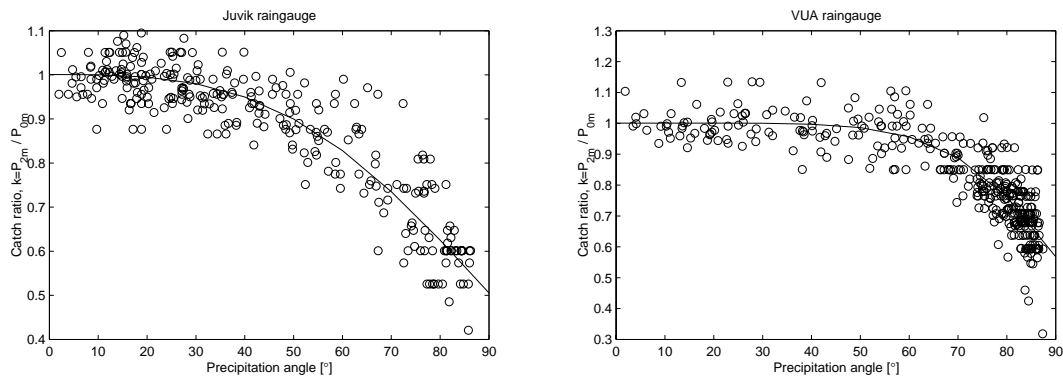 Juvik raingauge
1.1
1
0.9
0.8
0.7
0.6
0.5
0.4
Catch ratio, k=P2m / P0m
0 10 20 30 40 50 60 70 80 90
Precipitation angle [°]
VUA raingauge
1.3
1.2
1.1
1
0.9
0.8
0.7
0.6
0.5
0.4
0.3
Catch ratio, k=P2m / P0m
0 10 20 30 40 50 60 70 80 90
Precipitation angle [°]